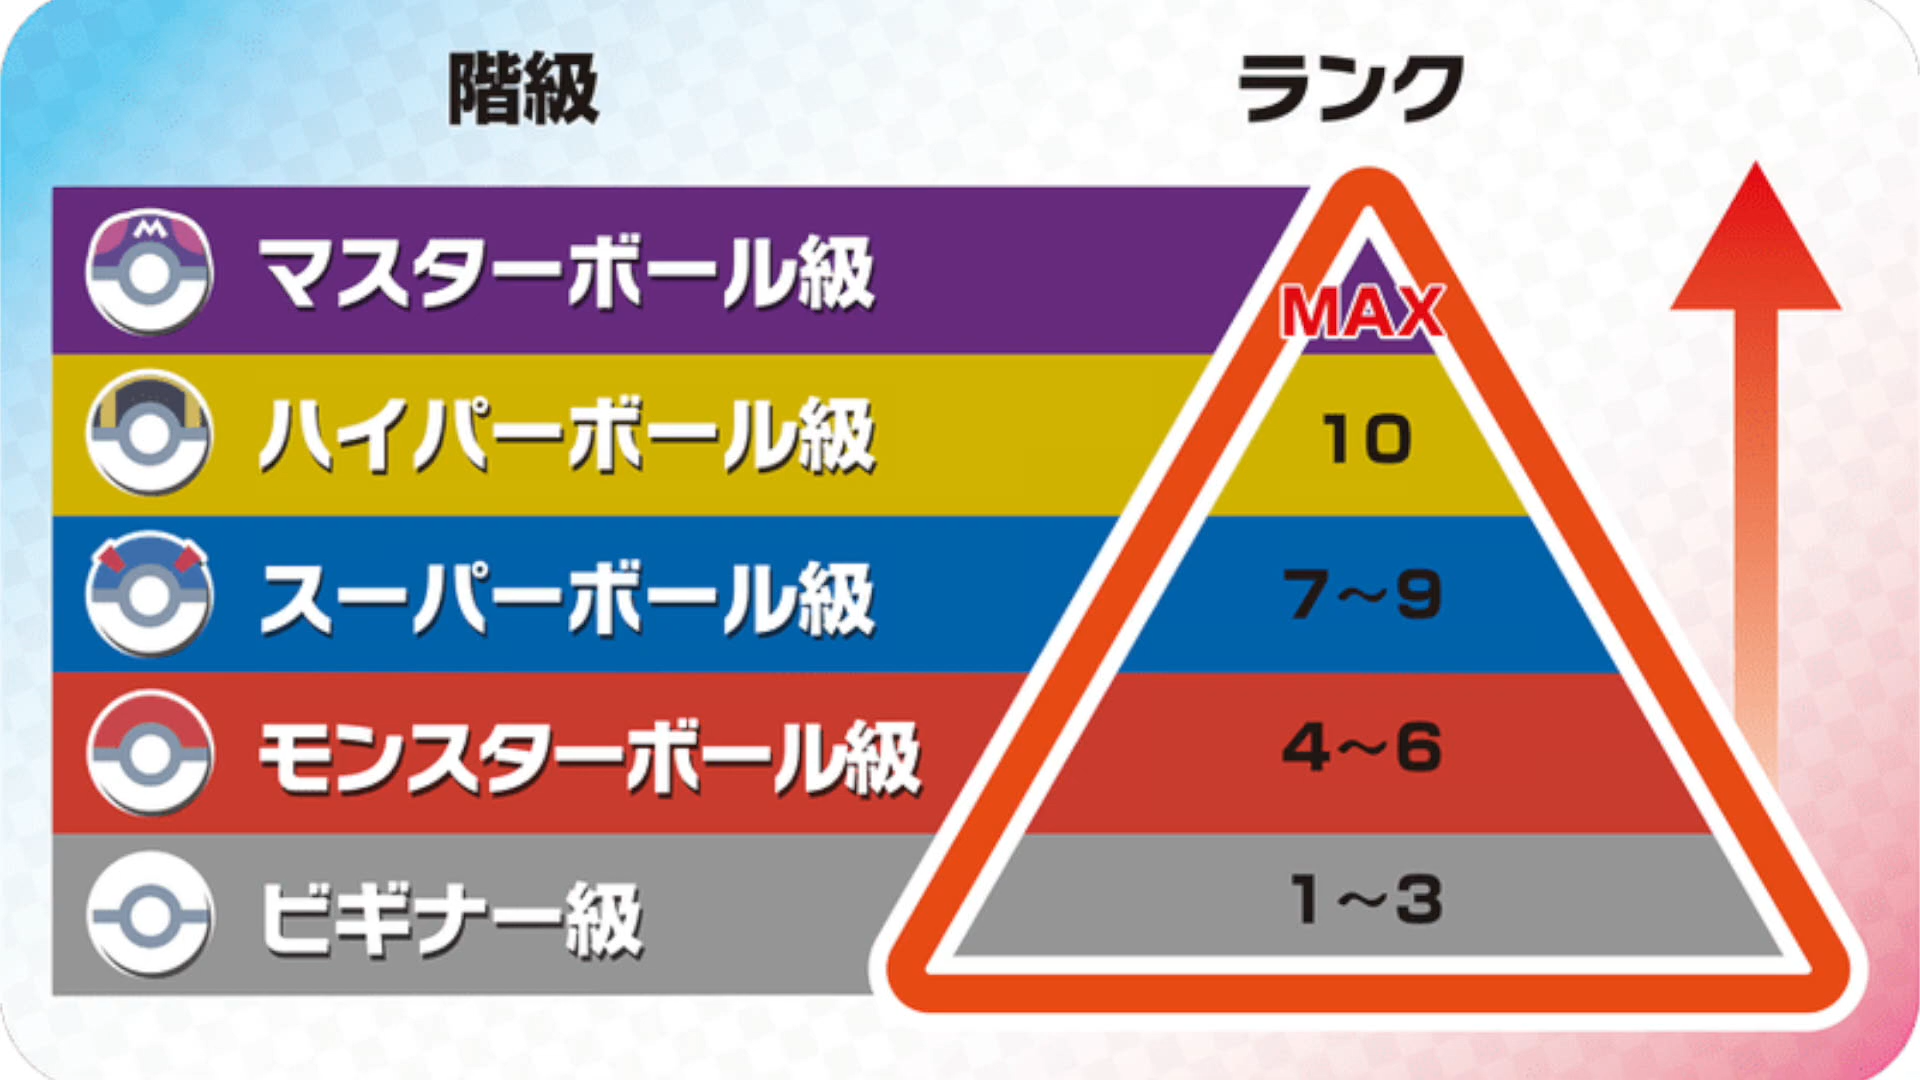 階級 ランク
M
マスターボール級 MAX
ハイパーボール級 10
スーパーボール級 7〜9
モンスターボール級 4〜6
ビギナー級 1〜3